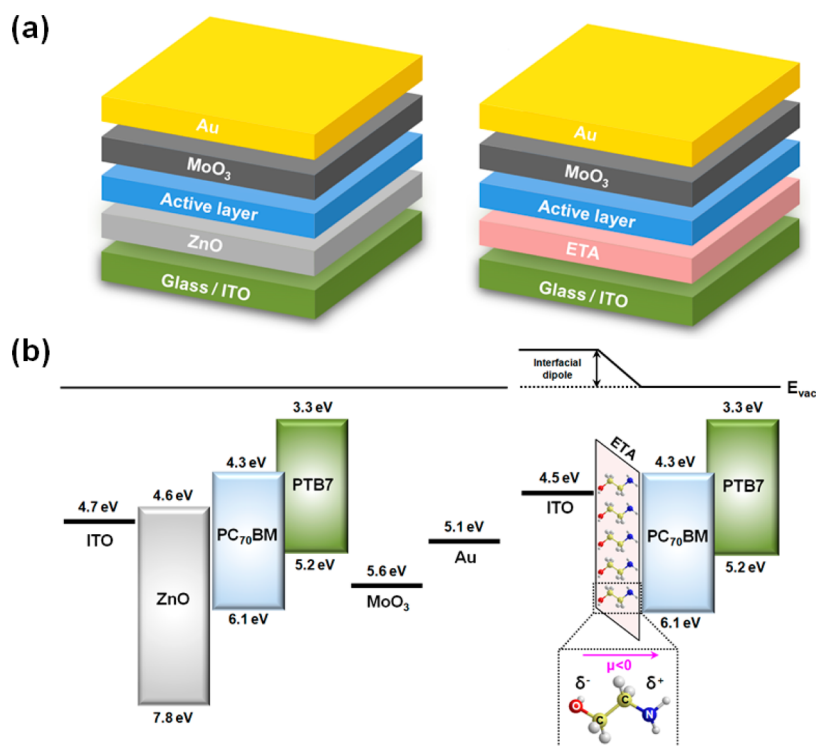 (a)
Au
MoO₃
Active layer
ZnO
Glass / ITO
Au
MoO₃
Active layer
ETA
Glass / ITO
(b)
4.7 eV
ITO
4.6 eV
ZnO
7.8 eV
4.3 eV
PC₇₀BM
6.1 eV
3.3 eV
PTB7
5.2 eV
5.6 eV
MoO₃
5.1 eV
Au
Interfacial
dipole
Evac
4.5 eV
ITO
ETA
4.3 eV
PC₇₀BM
6.1 eV
3.3 eV
PTB7
5.2 eV
μ<0
δ⁻
δ⁺
O
C
C
N